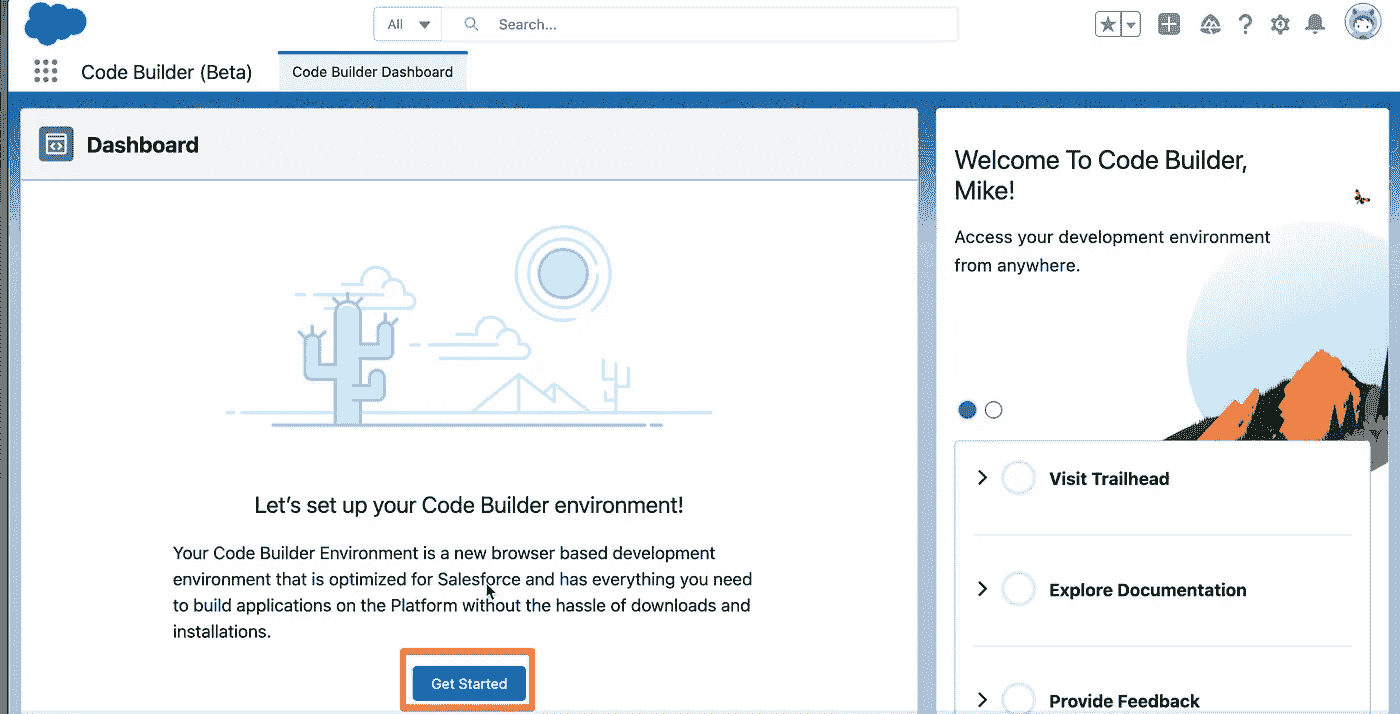 All
Search...
Code Builder (Beta)
Code Builder Dashboard
Dashboard
Let's set up your Code Builder environment!
Your Code Builder Environment is a new browser based development
environment that is optimized for Salesforce and has everything you need
to build applications on the Platform without the hassle of downloads and
installations.
Get Started
Welcome To Code Builder,
Mike!
Access your development environment
from anywhere.
Visit Trailhead
Explore Documentation
Provide Feedback